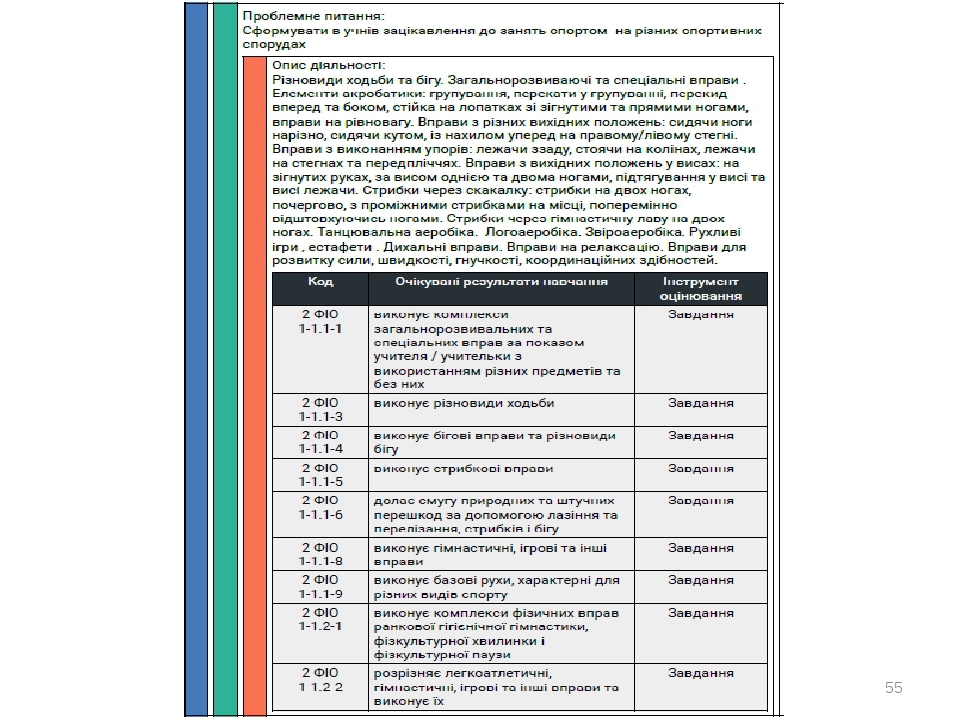 Проблемне питання:
Сформувати в учнів зацікавлення до занять спортом на різних спортивних
спорудах
Опис діяльності:
Різновиди ходьби та бігу. Загальнорозвиваючі та спеціальні вправи .
Елементи акробатики: групування, перекати у групуванні, перекид
вперед та боком, стійка на лопатках зі зігнутими та прямими ногами,
вправи на рівновагу. Вправи з різних вихідних положень: сидячи ноги
нарізно, сидячи кутом, із нахилом уперед на правому/лівому стегні.
Вправи з виконанням упорів: лежачи ззаду, стоячи на колінах, лежачи
на стегнах та передпліччях. Вправи з вихідних положень у висах: на
зігнутих руках, за висом однією та двома ногами, підтягування у висі та
висі лежачи. Стрибки через скакалку: стрибки на двох ногах,
почергово, з проміжними стрибками на місці, поперемінно
відштовхуючись ногами. Стрибки через гімнастичну лаву на двох
ногах. Танцювальна аеробіка. Логоаеробіка. Звіроаеробіка. Рухливі
ігри , естафети . Дихальні вправи. Вправи на релаксацію. Вправи для
розвитку сили, швидкості, гнучкості, координаційних здібностей.
Код Очікувані результати навчання Інструмент
оцінювання
2 ФІО виконує комплекси Завдання
1-1.1-1 загальнорозвивальних та
спеціальних вправ за показом
учителя / учительки з
використанням різних предметів та
без них
2 ФІО виконує різновиди ходьби Завдання
1-1.1-3
2 ФІО виконує бігові вправи та різновиди Завдання
1-1.1-4 бігу
2 ФІО виконує стрибкові вправи Завдання
1-1.1-5
2 ФІО долає смугу природних та штучних Завдання
1-1.1-6 перешкод за допомогою лазіння та
перелізання, стрибків і бігу
2 ФІО виконує гімнастичні, ігрові та інші Завдання
1-1.1-8 вправи
2 ФІО виконує базові рухи, характерні для Завдання
1-1.1-9 різних видів спорту
2 ФІО виконує комплекси фізичних вправ Завдання
1-1.2-1 ранкової гігієнічної гімнастики,
фізкультурної хвилинки і
фізкультурної паузи
2 ФІО розрізняє легкоатлетичні, Завдання
1-1.2-2 гімнастичні, ігрові та інші вправи та
виконує їх
55